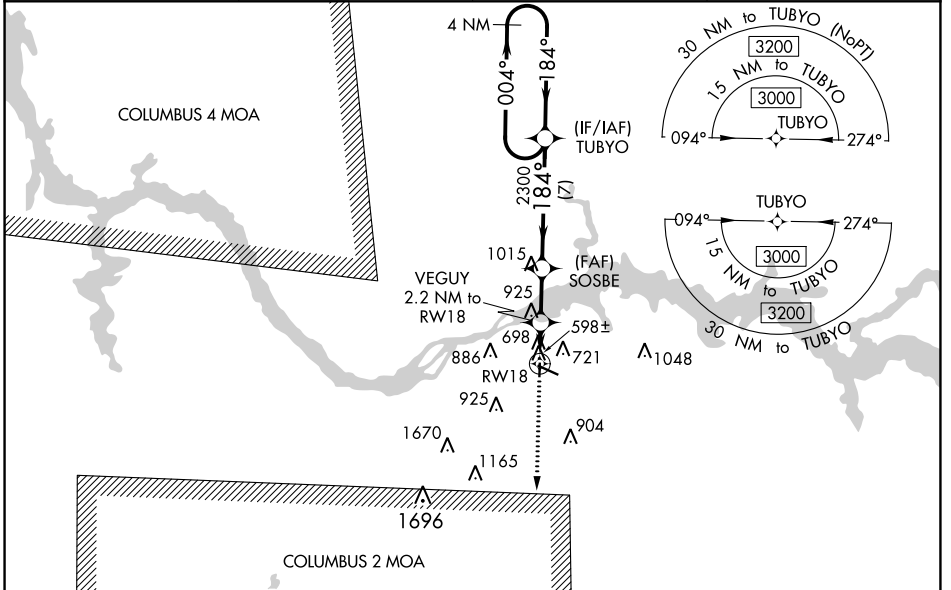 4 NM
004°
184°
COLUMBUS 4 MOA
(IF/IAF)
TUBYO
2300
184°
(7)
30 NM to TUBYO (NoPT)
3200
15 NM to TUBYO
3000
TUBYO
094°
274°
TUBYO
094°
274°
3000
15 NM to TUBYO
3200
30 NM to TUBYO
1015
(FAF)
SOSBE
VEGUY
2.2 NM to
RW18
925
598±
698
886
721
1048
RW18
925
904
1670
1165
1696
COLUMBUS 2 MOA